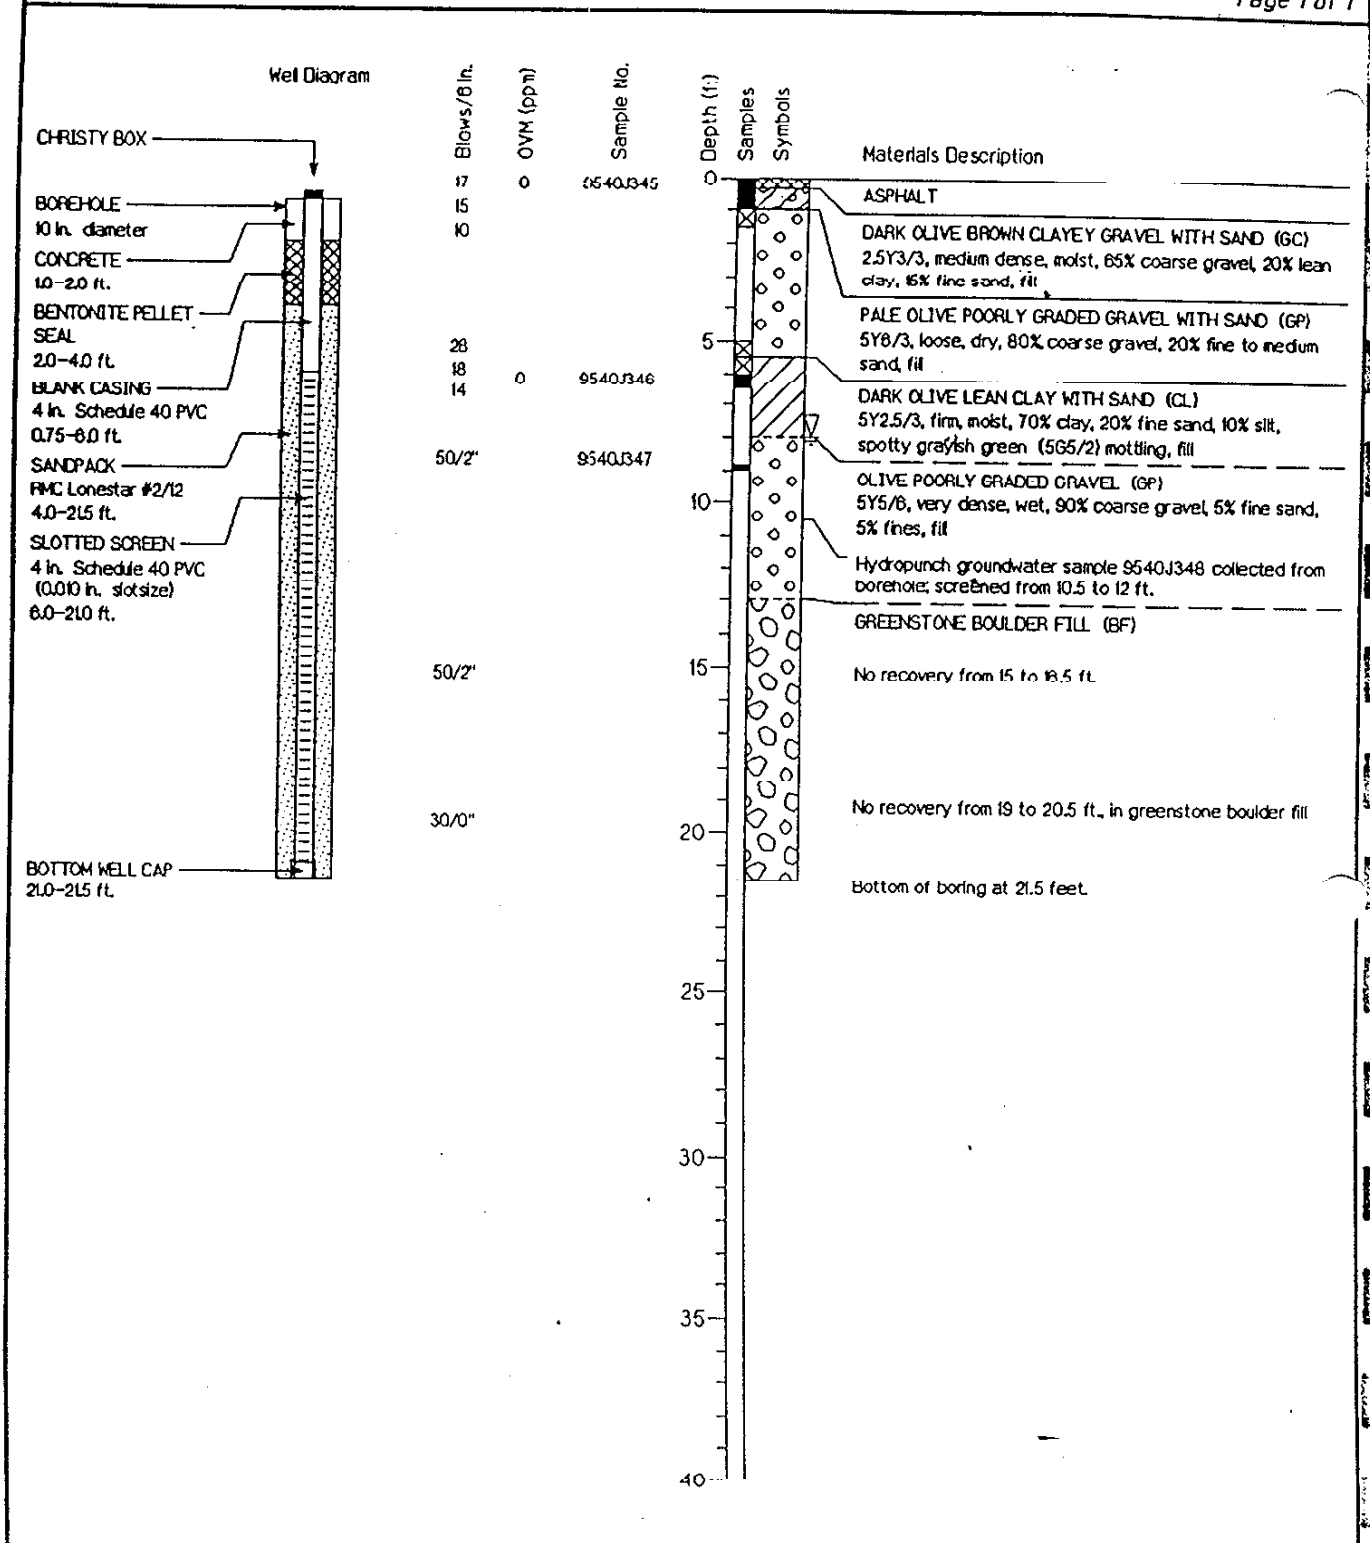 Page 1 of 1
Well Diagram
Blows/6 In.
OVM (ppm)
Sample No.
Depth (ft)
Samples
Symbols
Materials Description
CHRISTY BOX
BOREHOLE
10 in. diameter
CONCRETE
1.0-2.0 ft.
BENTONITE PELLET
SEAL
2.0-4.0 ft.
BLANK CASING
4 in. Schedule 40 PVC
0.75-6.0 ft.
SANDPACK
RMC Lonestar #2/12
4.0-21.5 ft.
SLOTTED SCREEN
4 in. Schedule 40 PVC
(0.010 in. slotsize)
6.0-21.0 ft.
BOTTOM WELL CAP
21.0-21.5 ft.
17 0 9540J345
15
10
28
18
0 9540J346
14
50/2" 9540J347
50/2"
30/0"
0
5
10
15
20
25
30
35
40
ASPHALT
DARK OLIVE BROWN CLAYEY GRAVEL WITH SAND (GC)
2.5Y3/3, medium dense, moist, 65% coarse gravel, 20% lean
clay, 15% fine sand, fill
PALE OLIVE POORLY GRADED GRAVEL WITH SAND (GP)
5Y6/3, loose, dry, 80% coarse gravel, 20% fine to medium
sand, fill
DARK OLIVE LEAN CLAY WITH SAND (CL)
5Y2.5/3, firm, moist, 70% clay, 20% fine sand, 10% silt,
spotty grayish green (5G5/2) mottling, fill
OLIVE POORLY GRADED GRAVEL (GP)
5Y5/6, very dense, wet, 90% coarse gravel, 5% fine sand,
5% fines, fill
Hydropunch groundwater sample 9540J348 collected from
borehole; screened from 10.5 to 12 ft.
GREENSTONE BOULDER FILL (BF)
No recovery from 15 to 16.5 ft.
No recovery from 19 to 20.5 ft., in greenstone boulder fill
Bottom of boring at 21.5 feet.